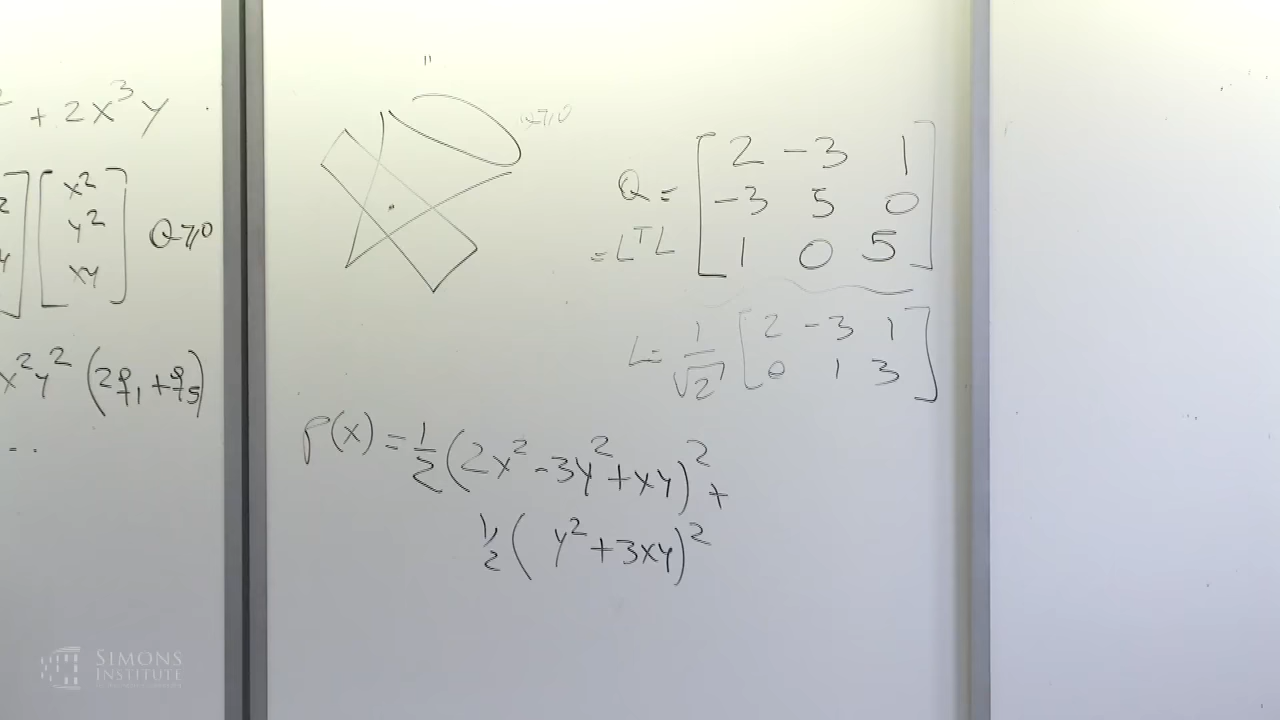 + 2x³y
[x²
y²
xy] Q⩾0
x²y² (2q₁ + q₅)
...
Q = [2 -3 1
-3 5 0
= LᵀL 1 0 5]
L = 1/√2 [2 -3 1
0 1 3]
p(x) = 1/2 (2x² - 3y² + xy)² +
1/2 ( y² + 3xy)²
SIMONS
INSTITUTE